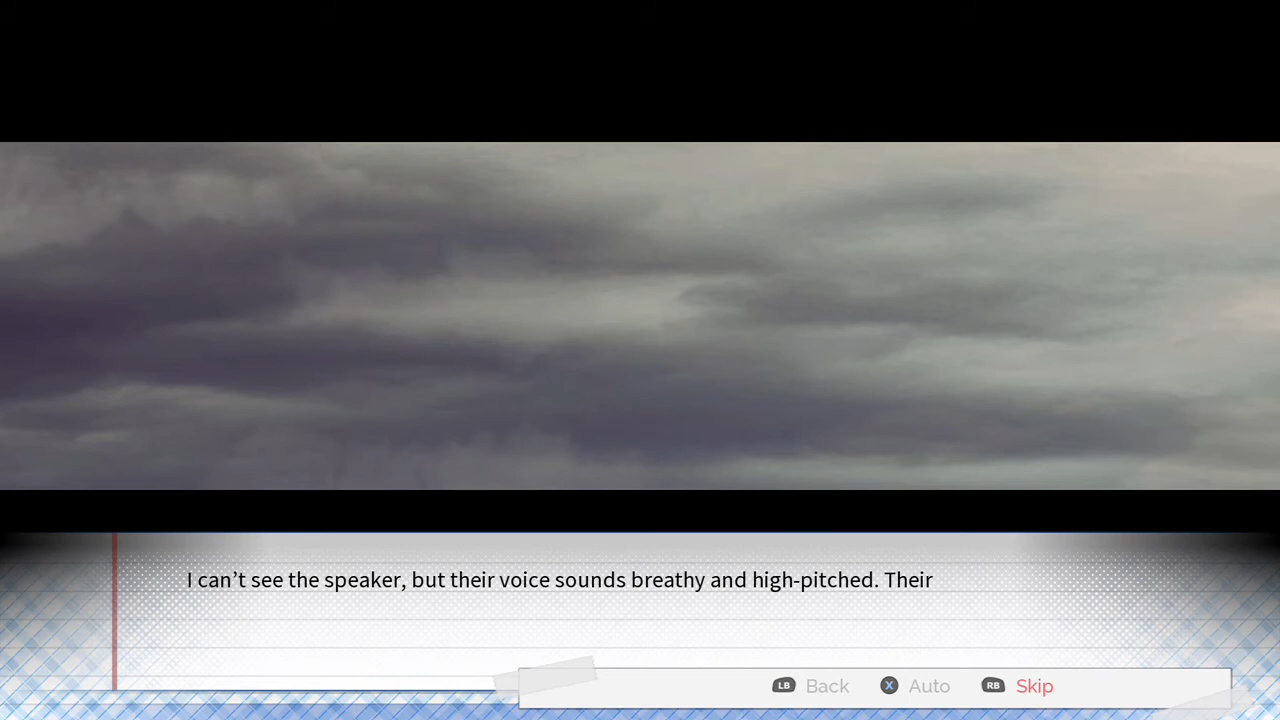 I can't see the speaker, but their voice sounds breathy and high-pitched. Their
LB Back X Auto RB Skip